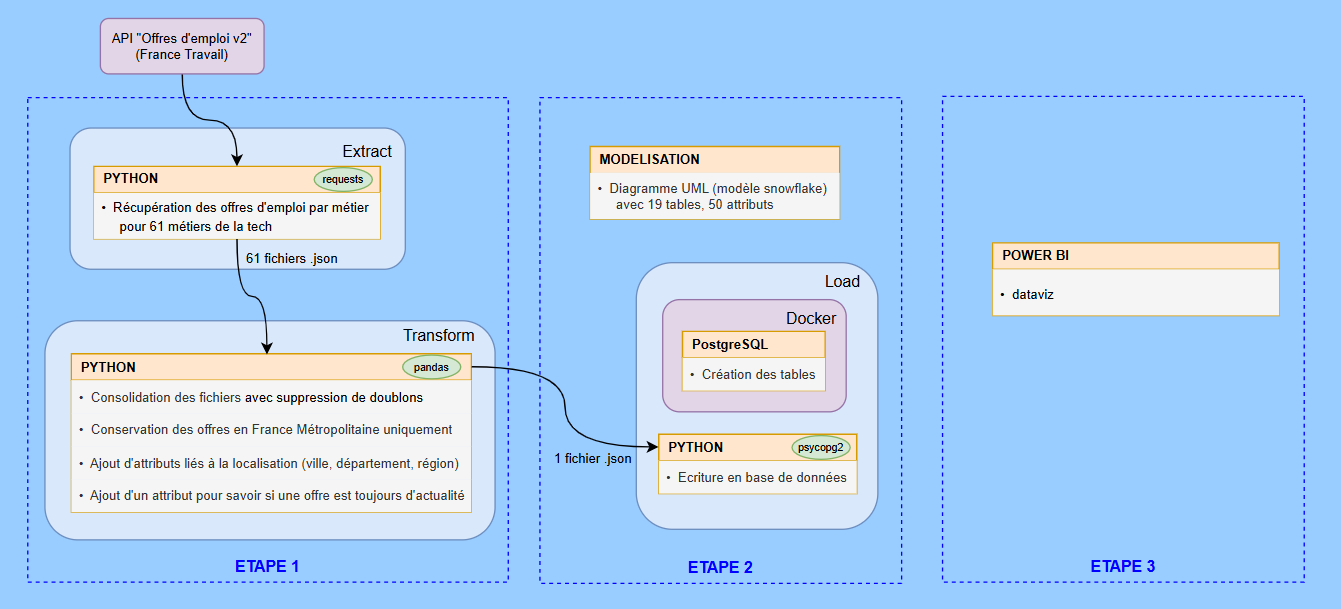 API "Offres d'emploi v2"
(France Travail)
Extract
PYTHON
requests
• Récupération des offres d'emploi par métier
pour 61 métiers de la tech
61 fichiers .json
Transform
PYTHON
pandas
• Consolidation des fichiers avec suppression de doublons
• Conservation des offres en France Métropolitaine uniquement
• Ajout d'attributs liés à la localisation (ville, département, région)
• Ajout d'un attribut pour savoir si une offre est toujours d'actualité
ETAPE 1
MODELISATION
• Diagramme UML (modèle snowflake)
avec 19 tables, 50 attributs
Load
Docker
PostgreSQL
• Création des tables
1 fichier .json
PYTHON
psycopg2
• Ecriture en base de données
ETAPE 2
POWER BI
• dataviz
ETAPE 3